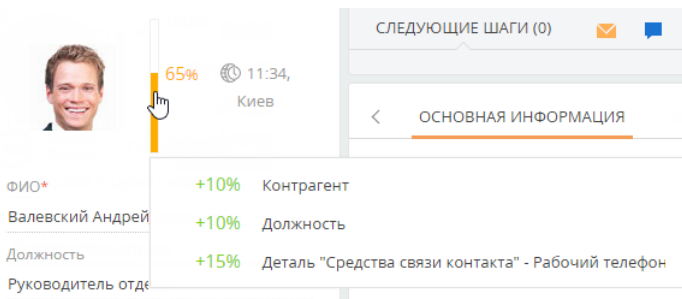 СЛЕДУЮЩИЕ ШАГИ (0)
65%
11:34,
Киев
ОСНОВНАЯ ИНФОРМАЦИЯ
+10% Контрагент
ФИО*
+10% Должность
Валевский Андрей
+15% Деталь "Средства связи контакта" - Рабочий телефон
Должность
Руководитель отде